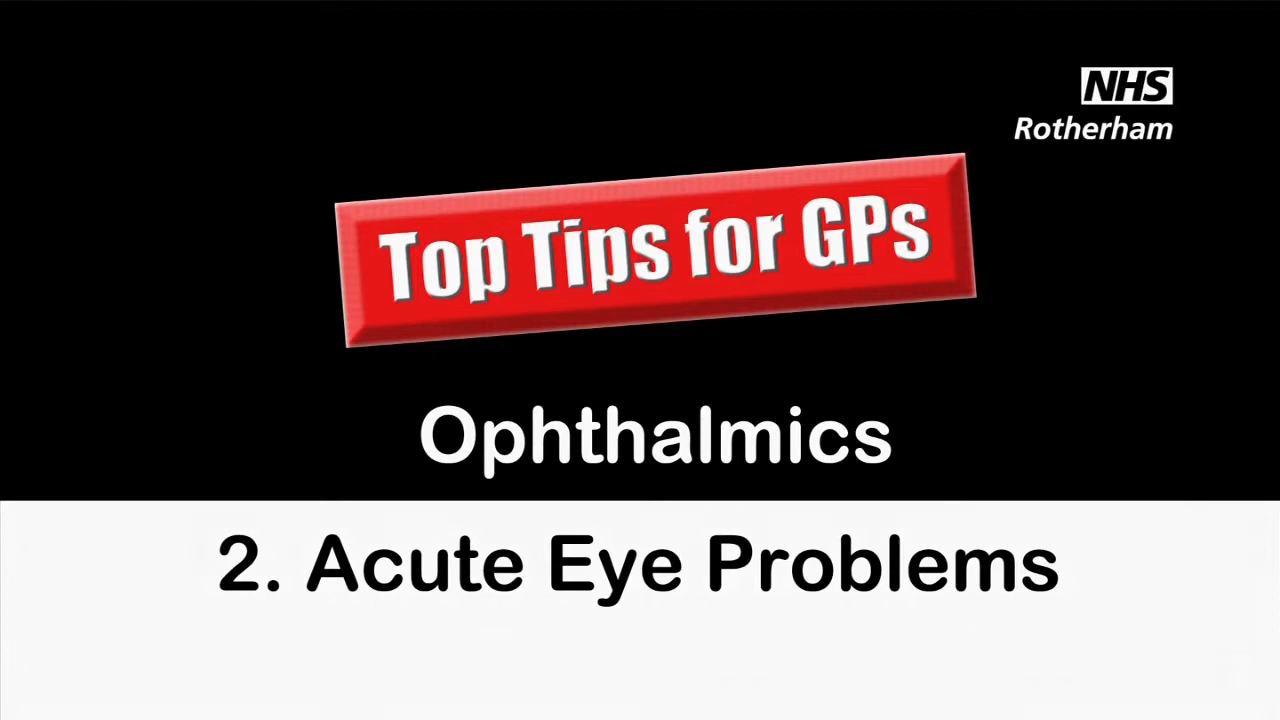 NHS
Rotherham
Top Tips for GPs
Ophthalmics
2. Acute Eye Problems